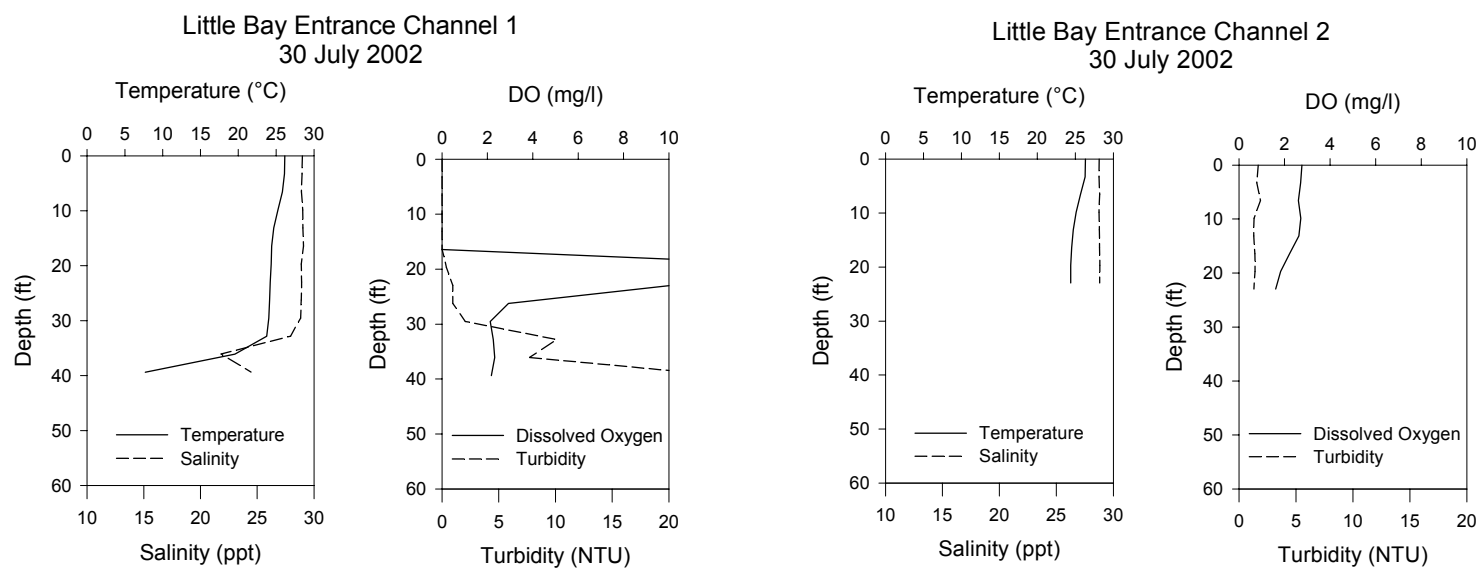 Little Bay Entrance Channel 1
30 July 2002
Temperature (°C)
0 5 10 15 20 25 30
0
10
20
30
40
50
60
Depth (ft)
Temperature
Salinity
10 15 20 25 30
Salinity (ppt)
DO (mg/l)
0 2 4 6 8 10
0
10
20
30
40
50
60
Depth (ft)
Dissolved Oxygen
Turbidity
0 5 10 15 20
Turbidity (NTU)
Little Bay Entrance Channel 2
30 July 2002
Temperature (°C)
0 5 10 15 20 25 30
0
10
20
30
40
50
60
Depth (ft)
Temperature
Salinity
10 15 20 25 30
Salinity (ppt)
DO (mg/l)
0 2 4 6 8 10
0
10
20
30
40
50
60
Depth (ft)
Dissolved Oxygen
Turbidity
0 5 10 15 20
Turbidity (NTU)